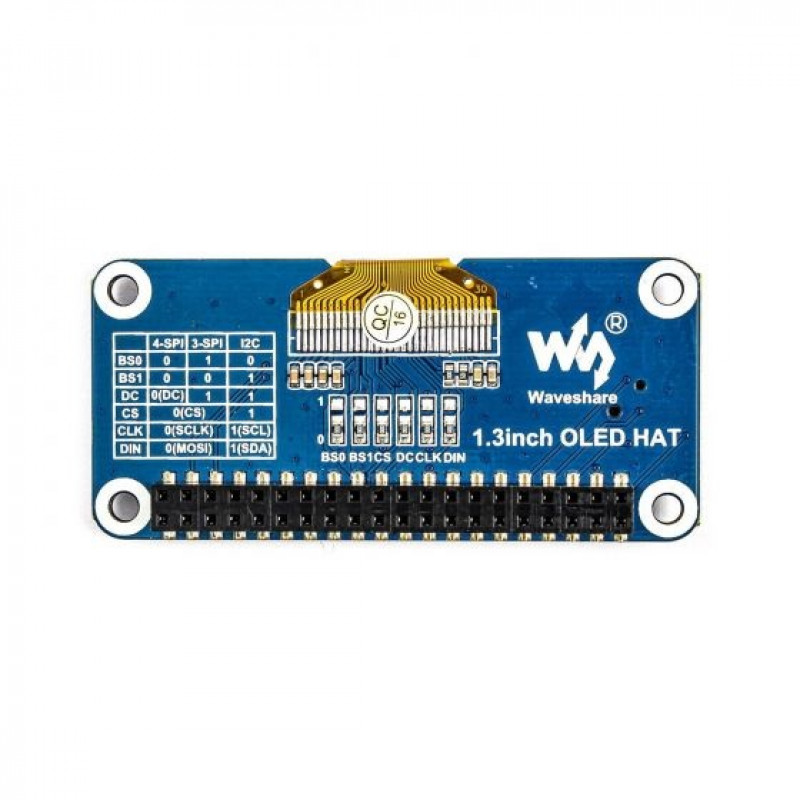 1 30
QC
16
4-SPI 3-SPI I2C
BS0 0 1 0
BS1 0 0 1
DC 0(DC) 1 1
CS 0(CS) 1
CLK 0(SCLK) 1(SCL)
DIN 0(MOSI) 1(SDA)
1
0
BS0 BS1CS DCCLK DIN
®
Waveshare
1.3inch OLED HAT